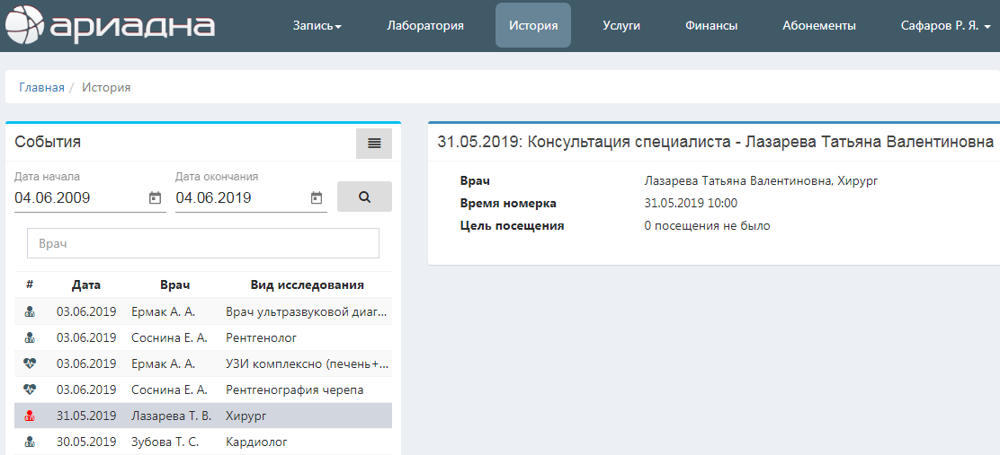 ариадна Запись Лаборатория История Услуги Финансы Абонементы Сафаров Р. Я.
Главная / История
События
Дата начала Дата окончания
04.06.2009 04.06.2019
Врач
# Дата Врач Вид исследования
03.06.2019 Ермак А. А. Врач ультразвуковой диаг...
03.06.2019 Соснина Е. А. Рентгенолог
03.06.2019 Ермак А. А. УЗИ комплексно (печень+...
03.06.2019 Соснина Е. А. Рентгенография черепа
31.05.2019 Лазарева Т. В. Хирург
30.05.2019 Зубова Т. С. Кардиолог
31.05.2019: Консультация специалиста - Лазарева Татьяна Валентиновна
Врач Лазарева Татьяна Валентиновна, Хирург
Время номерка 31.05.2019 10:00
Цель посещения 0 посещения не было